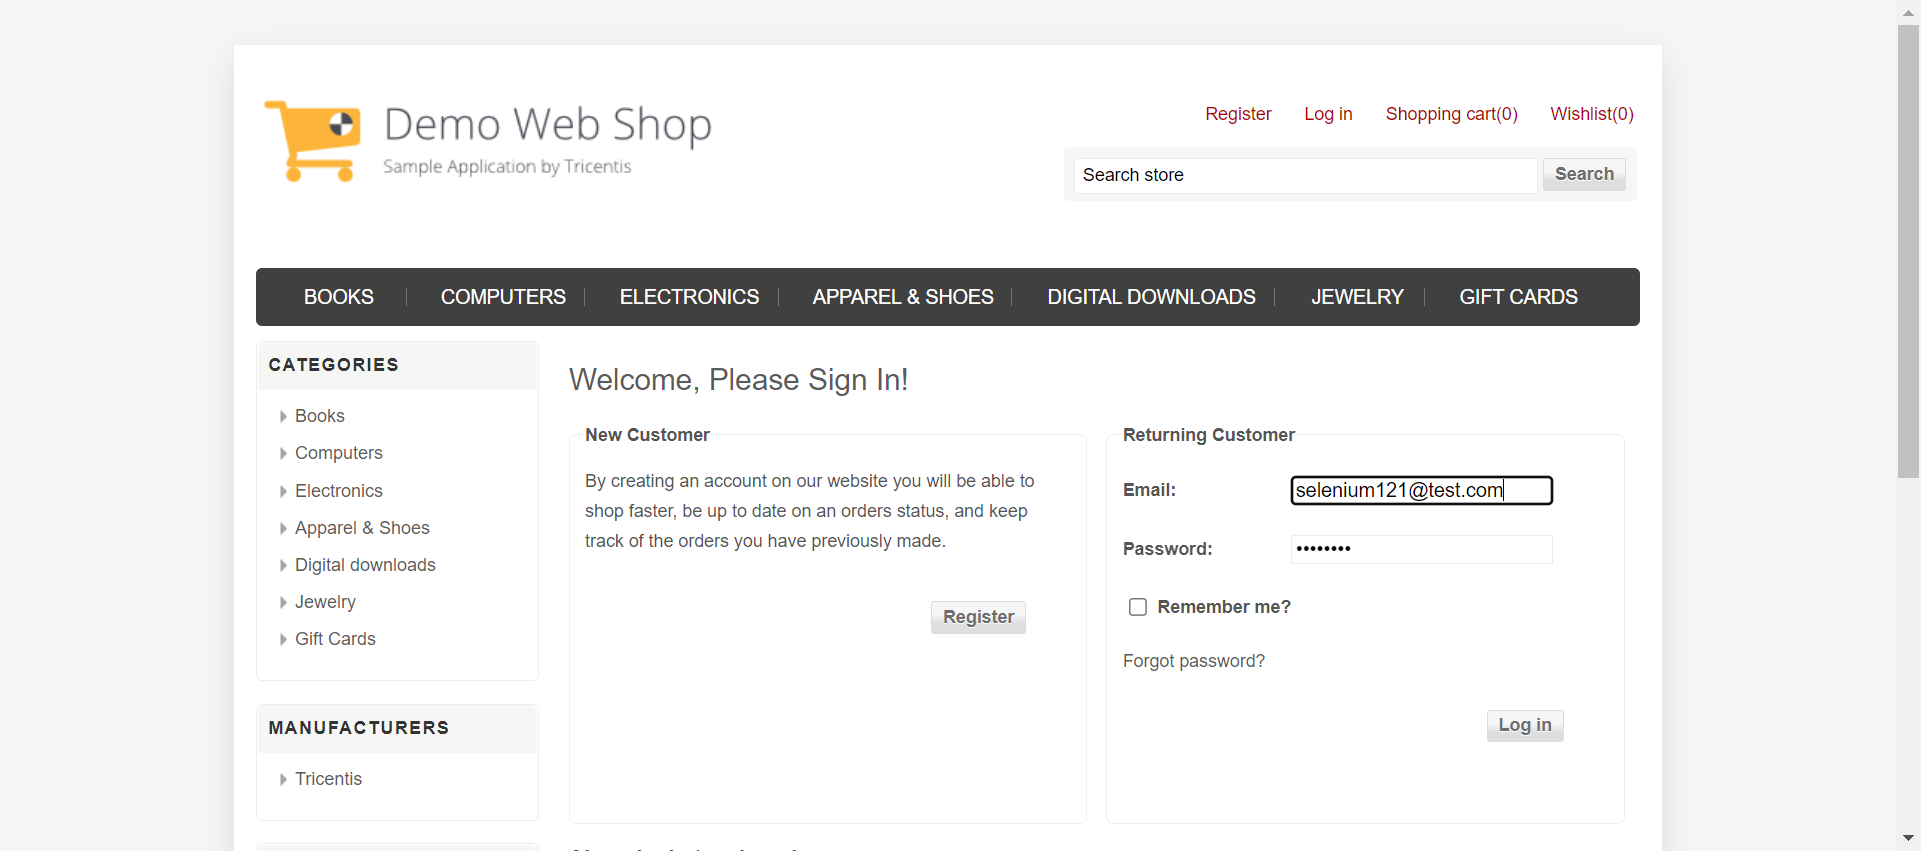 Demo Web Shop
Sample Application by Tricentis
Register Log in Shopping cart(0) Wishlist(0)
Search store Search
BOOKS COMPUTERS ELECTRONICS APPAREL & SHOES DIGITAL DOWNLOADS JEWELRY GIFT CARDS
CATEGORIES
Books
Computers
Electronics
Apparel & Shoes
Digital downloads
Jewelry
Gift Cards
MANUFACTURERS
Tricentis
Welcome, Please Sign In!
New Customer
By creating an account on our website you will be able to
shop faster, be up to date on an orders status, and keep
track of the orders you have previously made.
Register
Returning Customer
Email: selenium121@test.com
Password: ••••••••
Remember me?
Forgot password?
Log in